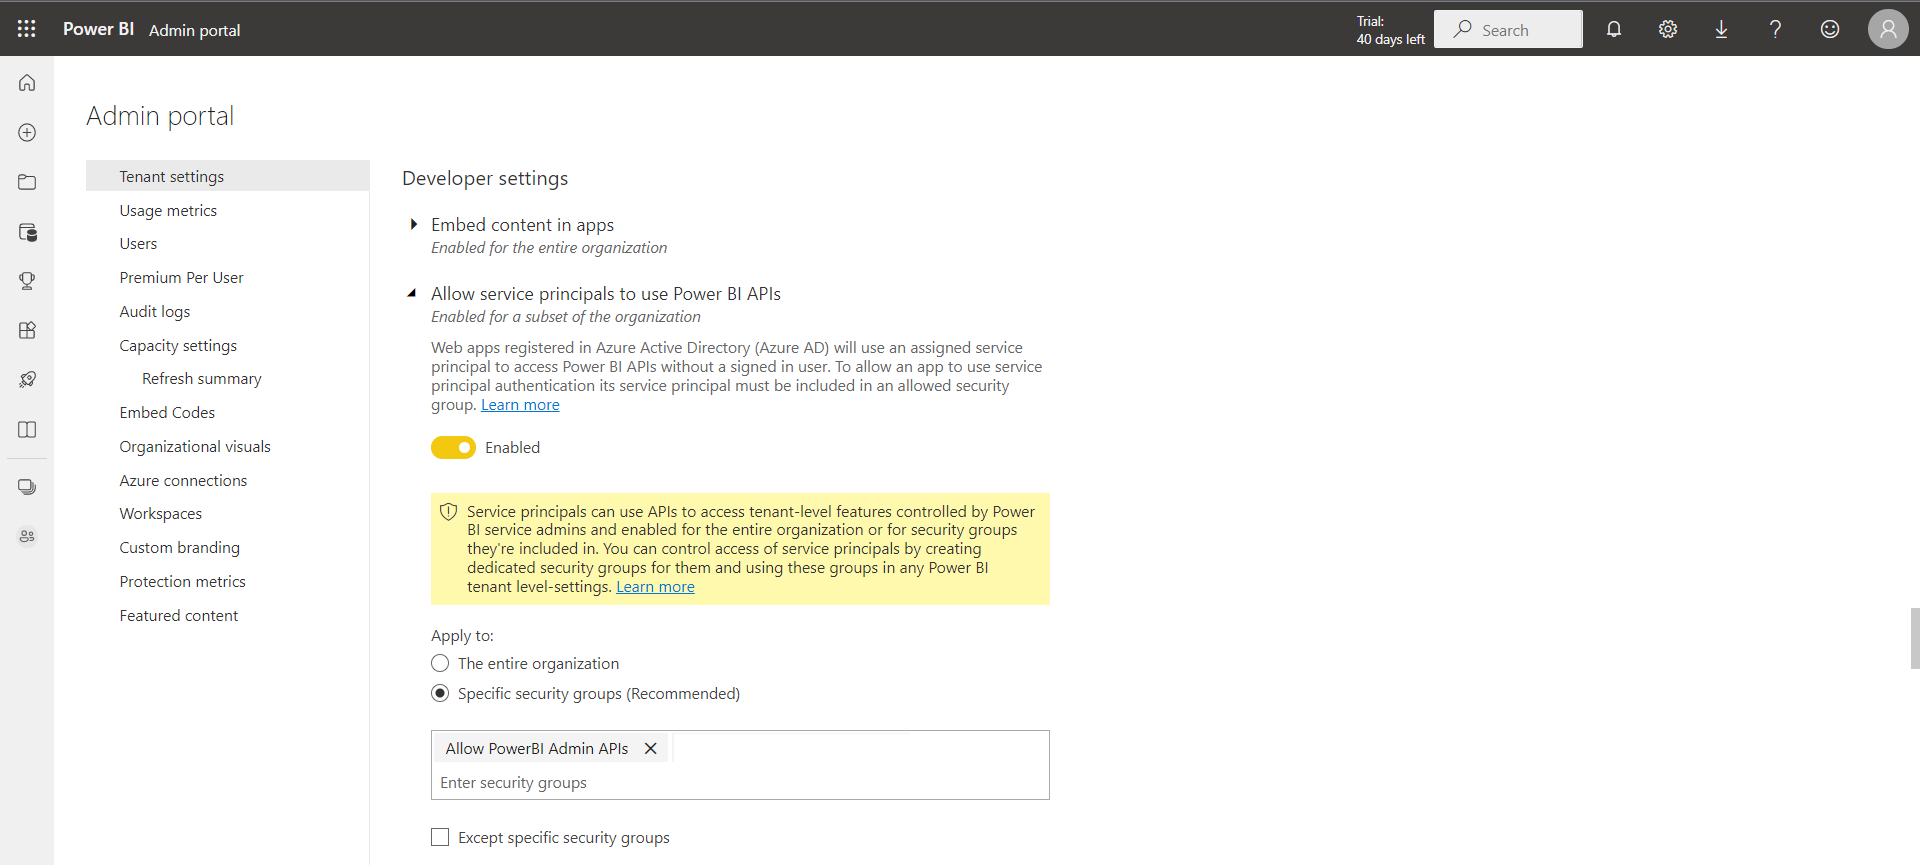 Power BI Admin portal
Trial:
40 days left
Search
Admin portal
Tenant settings
Usage metrics
Users
Premium Per User
Audit logs
Capacity settings
Refresh summary
Embed Codes
Organizational visuals
Azure connections
Workspaces
Custom branding
Protection metrics
Featured content
Developer settings
Embed content in apps
Enabled for the entire organization
Allow service principals to use Power BI APIs
Enabled for a subset of the organization
Web apps registered in Azure Active Directory (Azure AD) will use an assigned service
principal to access Power BI APIs without a signed in user. To allow an app to use service
principal authentication its service principal must be included in an allowed security
group. Learn more
Enabled
Service principals can use APIs to access tenant-level features controlled by Power
BI service admins and enabled for the entire organization or for security groups
they're included in. You can control access of service principals by creating
dedicated security groups for them and using these groups in any Power BI
tenant level-settings. Learn more
Apply to:
The entire organization
Specific security groups (Recommended)
Allow PowerBI Admin APIs
Enter security groups
Except specific security groups